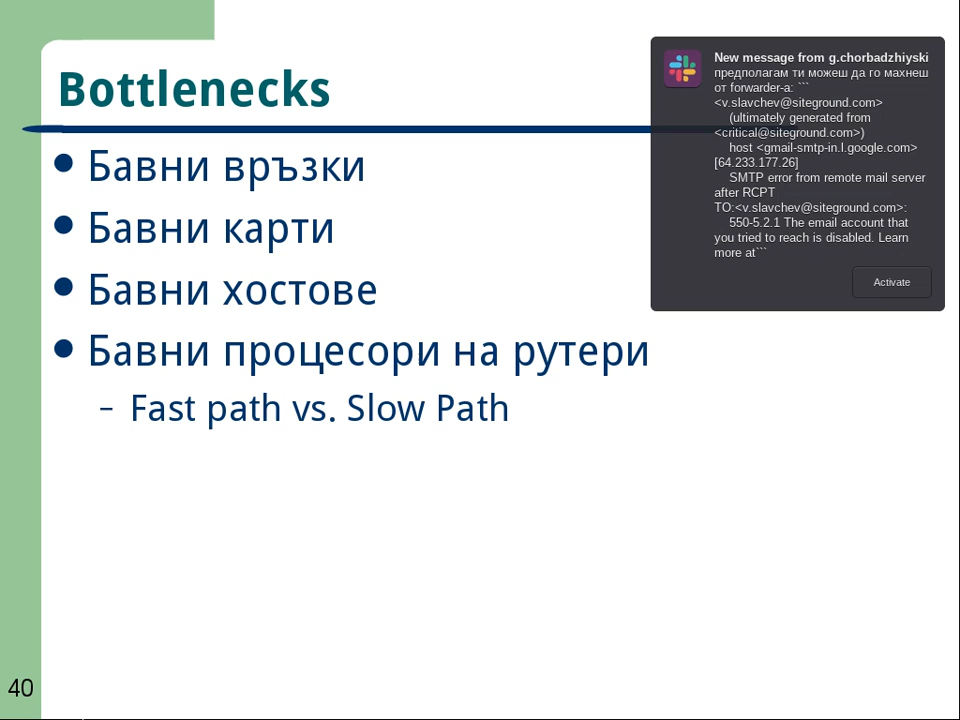 Bottlenecks
Бавни връзки
Бавни карти
Бавни хостове
Бавни процесори на рутери
– Fast path vs. Slow Path
40
New message from g.chorbadzhiyski
предполагам ти можеш да го махнеш
от forwarder-а: ```
<v.slavchev@siteground.com>
(ultimately generated from
<critical@siteground.com>)
host <gmail-smtp-in.l.google.com>
[64.233.177.26]
SMTP error from remote mail server
after RCPT
TO:<v.slavchev@siteground.com>:
550-5.2.1 The email account that
you tried to reach is disabled. Learn
more at```
Activate